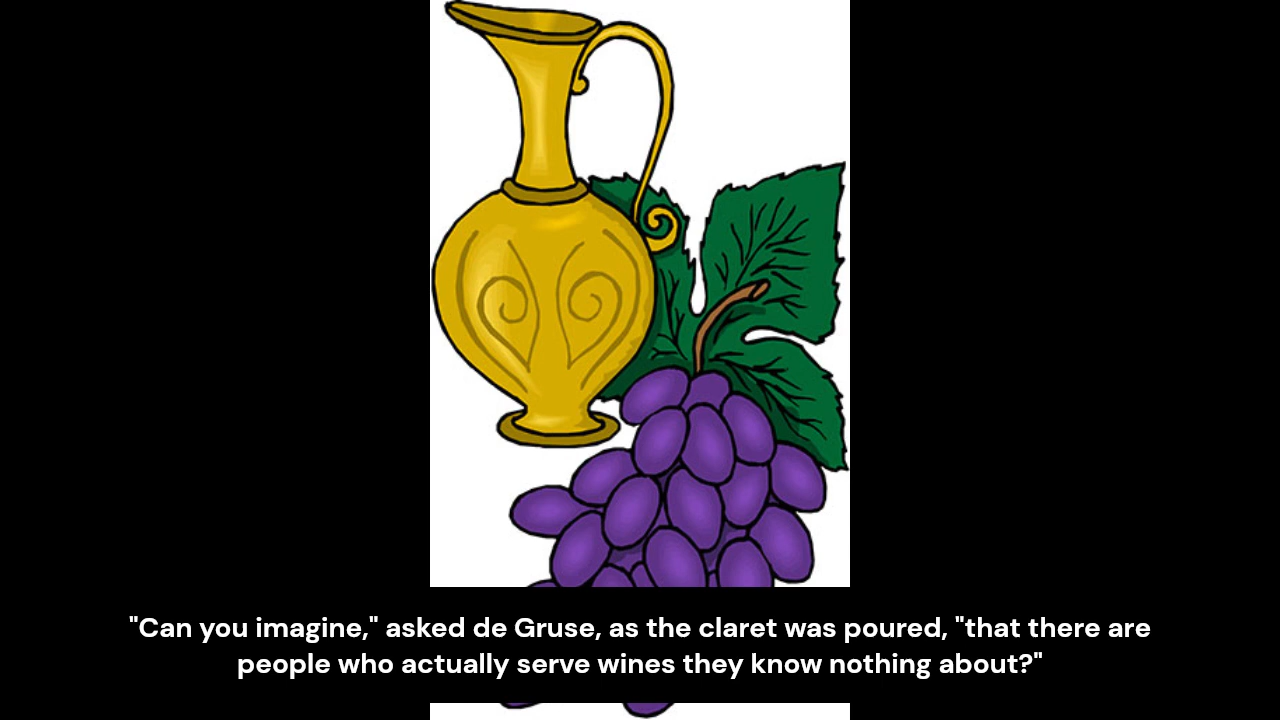 "Can you imagine," asked de Gruse, as the claret was poured, "that there are
people who actually serve wines they know nothing about?"